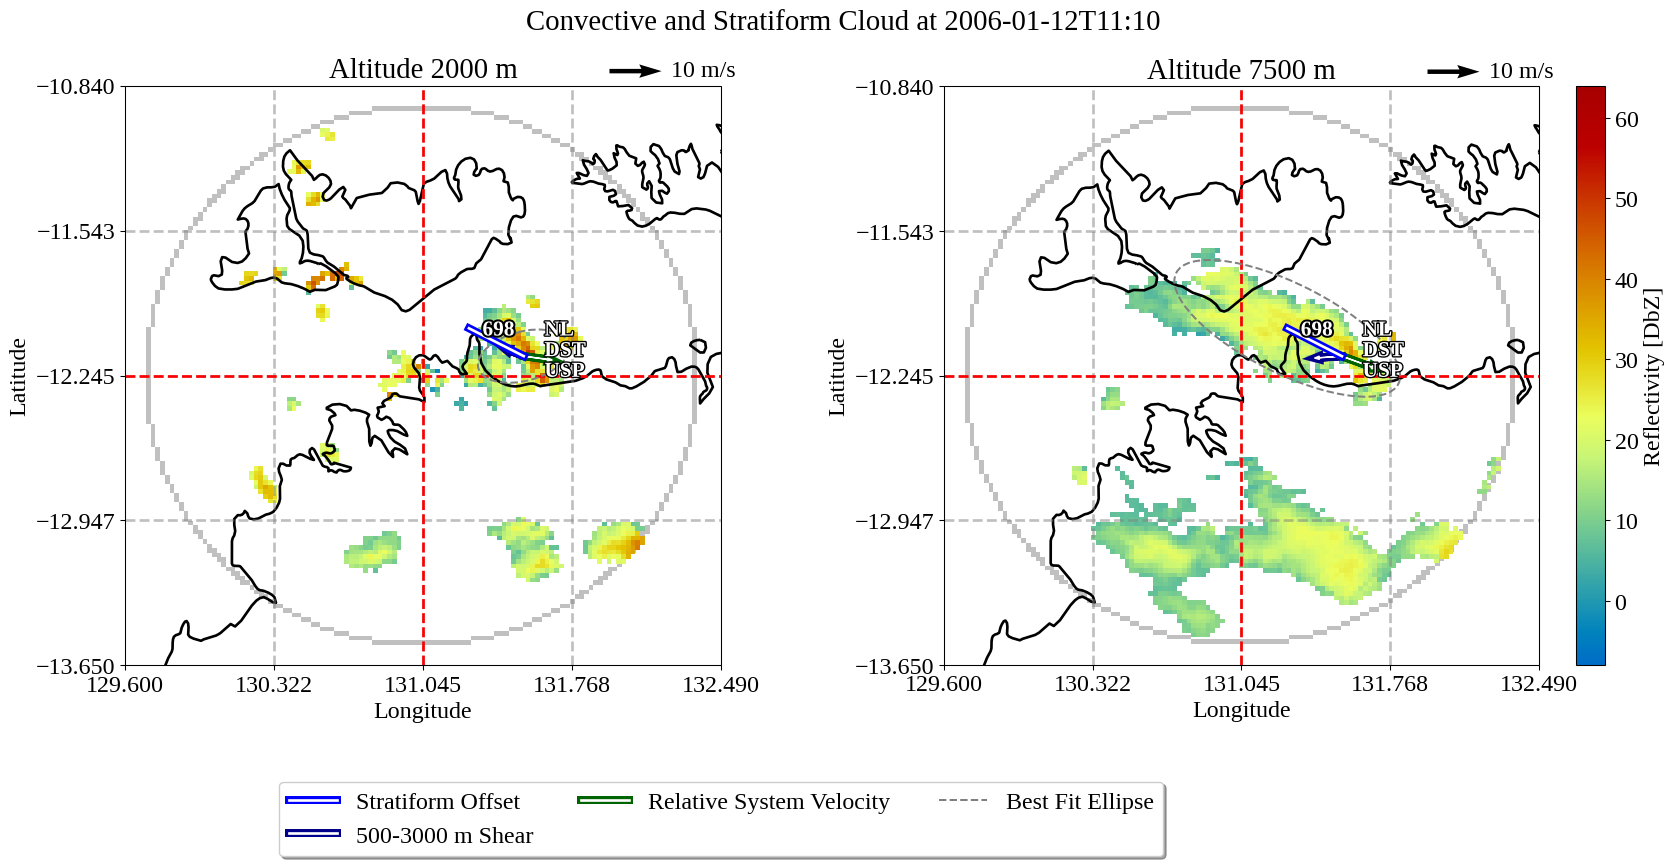 Convective and Stratiform Cloud at 2006-01-12T11:10
Altitude 2000 m
10 m/s
−10.840
−11.543
−12.245
−12.947
−13.650
129.600
130.322
131.045
131.768
132.490
Longitude
Latitude
698
NL
DST
USP
Altitude 7500 m
10 m/s
−10.840
−11.543
−12.245
−12.947
−13.650
129.600
130.322
131.045
131.768
132.490
Longitude
Latitude
698
NL
DST
USP
60
50
40
30
20
10
0
Reflectivity [DbZ]
Stratiform Offset
500-3000 m Shear
Relative System Velocity
Best Fit Ellipse